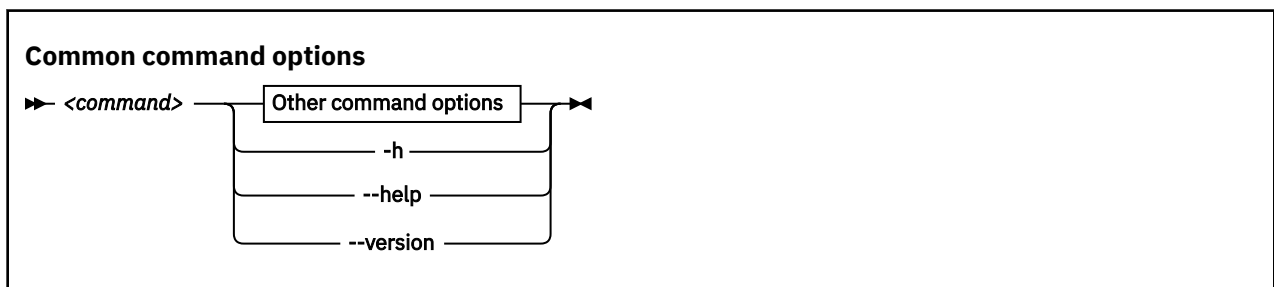 Common command options
<command> Other command options
-h
--help
--version